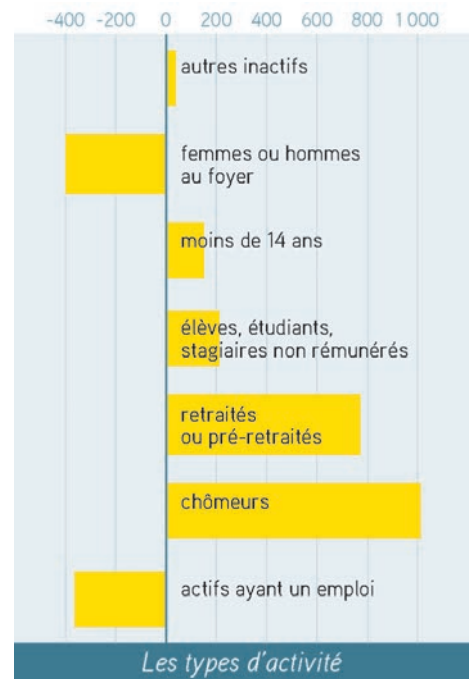 -400 -200 0 200 400 600 800 1 000
autres inactifs
femmes ou hommes
au foyer
moins de 14 ans
élèves, étudiants,
stagiaires non rémunérés
retraités
ou pré-retraités
chômeurs
actifs ayant un emploi
Les types d'activité